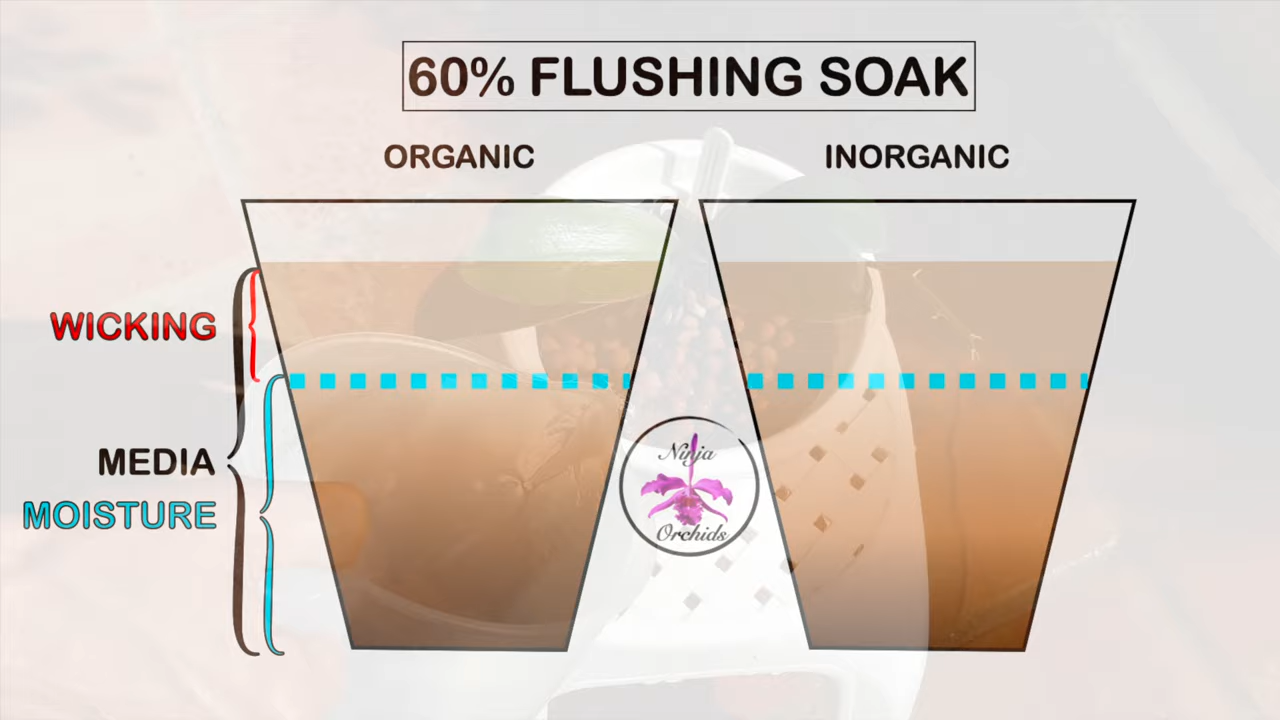 60% FLUSHING SOAK
ORGANIC
INORGANIC
WICKING
MEDIA
MOISTURE
Ninja
Orchids